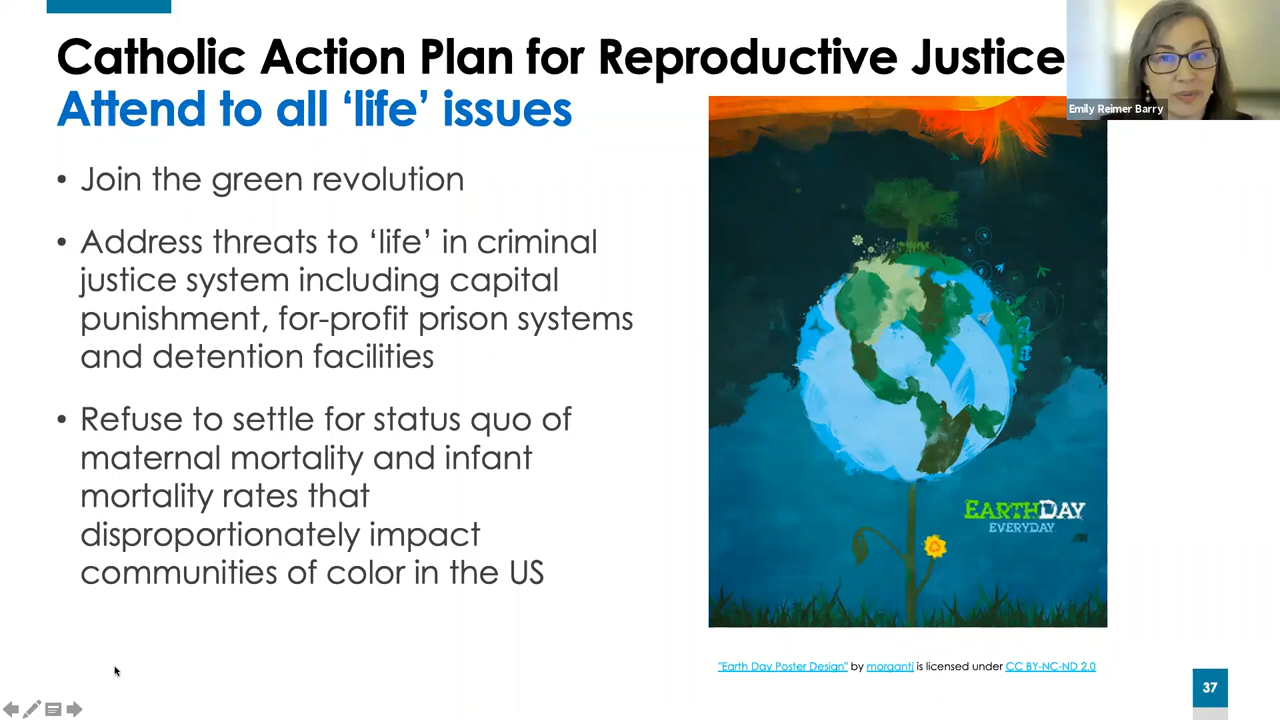 Catholic Action Plan for Reproductive Justice
Attend to all ‘life’ issues
Emily Reimer Barry
• Join the green revolution
• Address threats to ‘life’ in criminal
justice system including capital
punishment, for-profit prison systems
and detention facilities
• Refuse to settle for status quo of
maternal mortality and infant
mortality rates that
disproportionately impact
communities of color in the US
EARTHDAY
EVERYDAY.
"Earth Day Poster Design" by morganti is licensed under CC BY-NC-ND 2.0
37